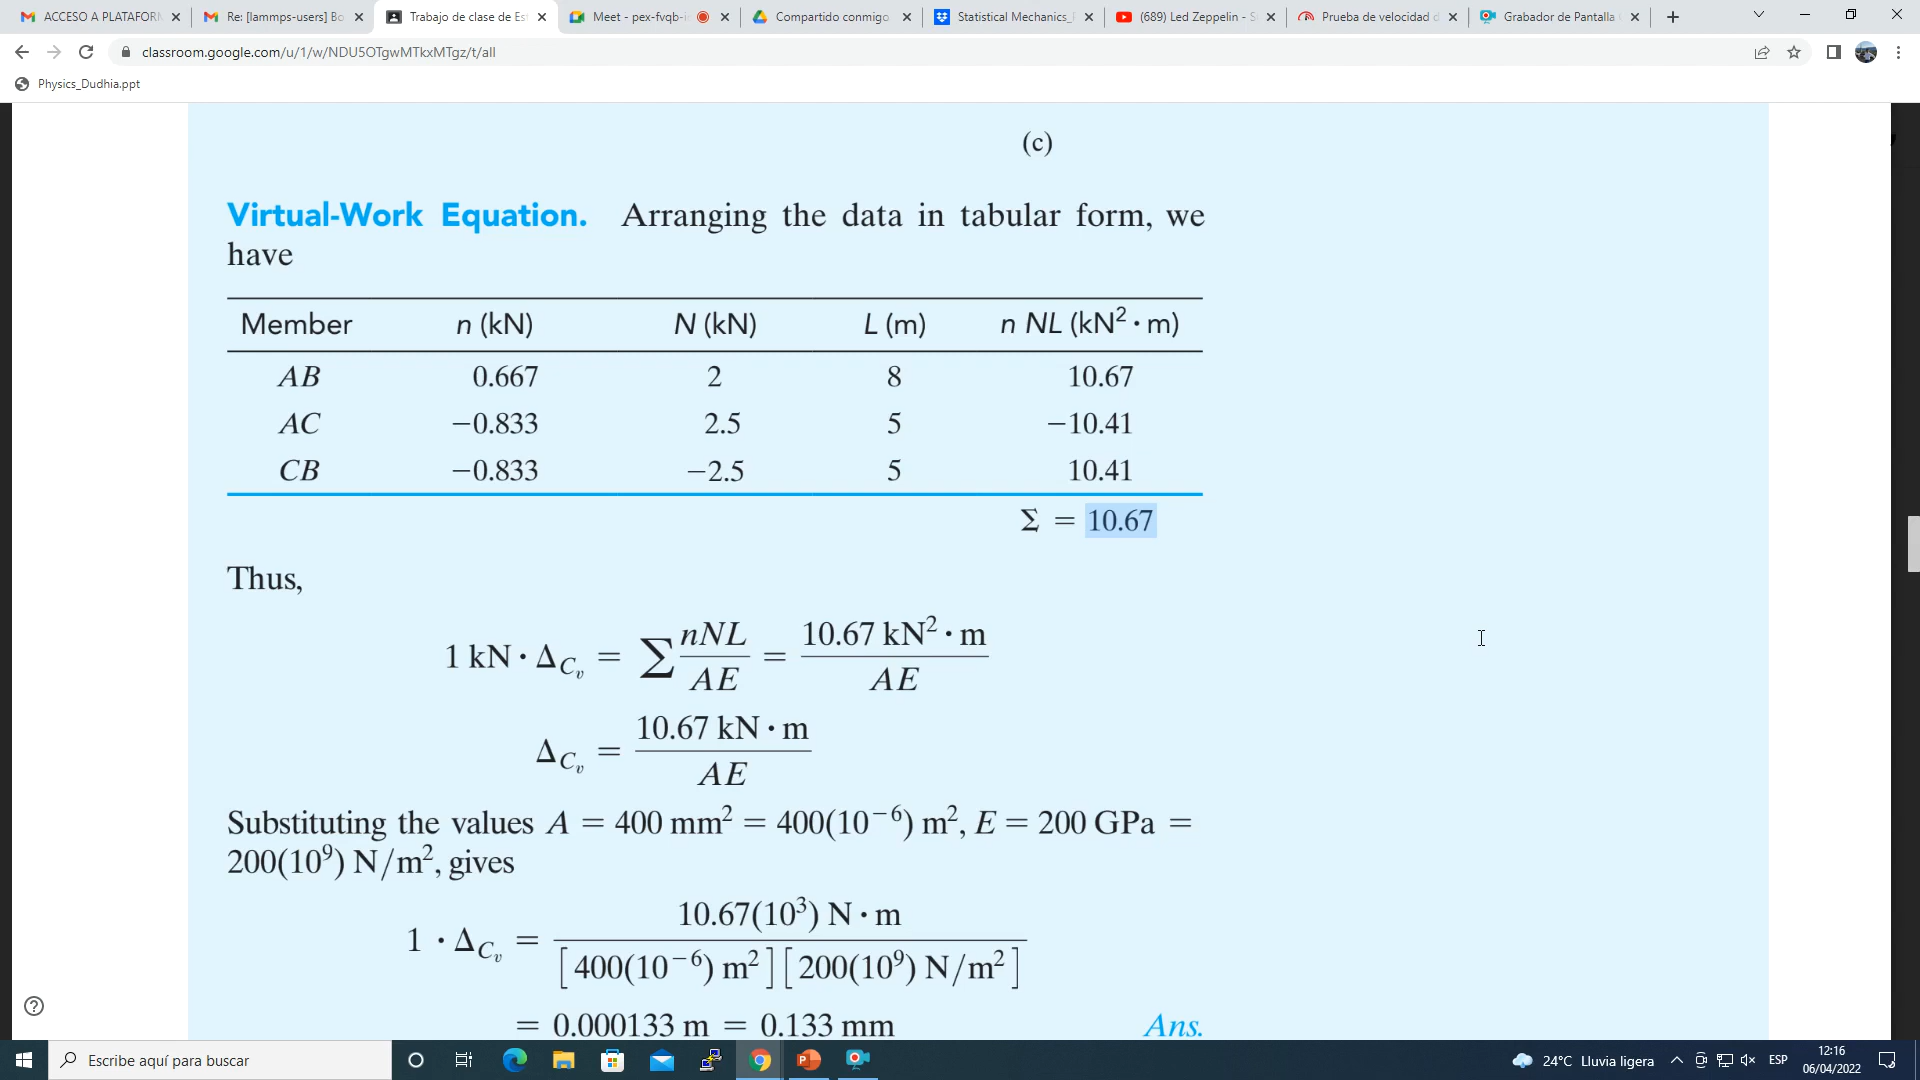 ACCESO A PLATAFOR
Re: [lammps-users] Bo
Trabajo de clase de Es
Meet - pex-fvqb-i
Compartido conmigo
Statistical Mechanics_
(689) Led Zeppelin - S
Prueba de velocidad d
Grabador de Pantalla
classroom.google.com/u/1/w/NDU5OTgwMTkxMTgz/t/all
Physics_Dudhia.ppt
(c)
Virtual-Work Equation. Arranging the data in tabular form, we
have
Member n (kN) N (kN) L (m) n NL (kN² · m)
AB 0.667 2 8 10.67
AC −0.833 2.5 5 −10.41
CB −0.833 −2.5 5 10.41
Σ = 10.67
Thus,
1 kN · Δ_{C_v} = Σ nNL/AE = 10.67 kN² · m/AE
Δ_{C_v} = 10.67 kN · m/AE
Substituting the values A = 400 mm² = 400(10⁻⁶) m², E = 200 GPa =
200(10⁹) N/m², gives
1 · Δ_{C_v} = 10.67(10³) N · m/[400(10⁻⁶) m²][200(10⁹) N/m²]
= 0.000133 m = 0.133 mm Ans.
Escribe aquí para buscar
24°C Lluvia ligera
ESP
12:16
06/04/2022